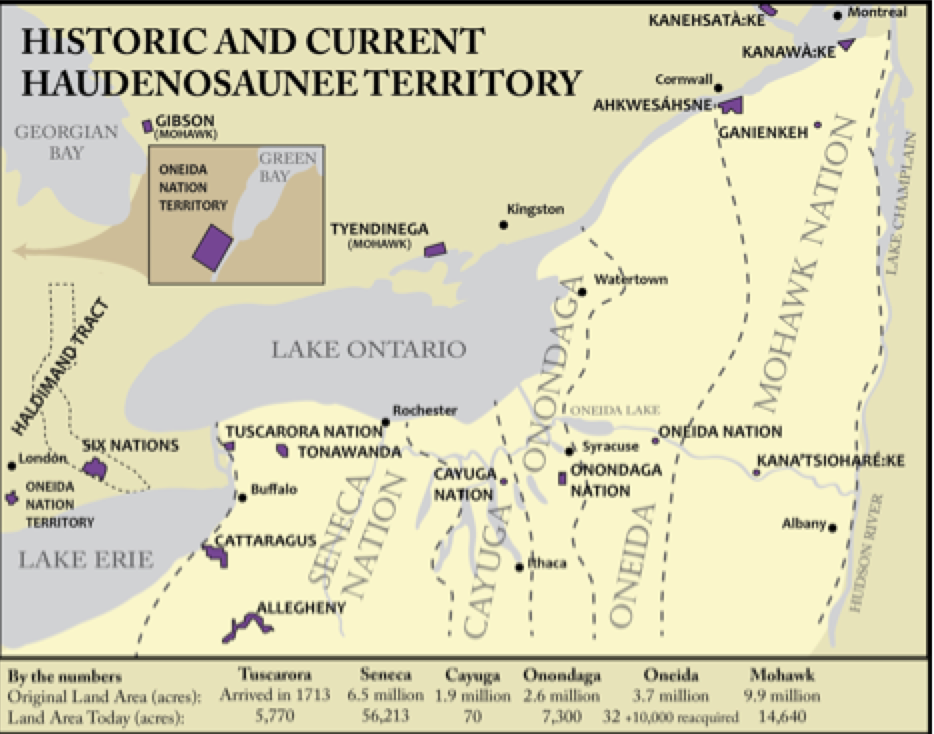 HISTORIC AND CURRENT
HAUDENOSAUNEE TERRITORY
KANEHSATÀ:KE
Montreal
KANAWÀ:KE
Cornwall
AHKWESÁHSNE
GANIENKEH
GEORGIAN
BAY
GIBSON
(MOHAWK)
ONEIDA
NATION
TERRITORY
GREEN
BAY
TYENDINEGA
(MOHAWK)
Kingston
Watertown
MOHAWK NATION
LAKE CHAMPLAIN
HALDIMAND TRACT
LAKE ONTARIO
ONONDAGA
ONEIDA LAKE
Rochester
TUSCARORA NATION
TONAWANDA
SIX NATIONS
London
ONEIDA
NATION
TERRITORY
Buffalo
SENECA
NATION
CAYUGA
NATION
Syracuse
ONONDAGA
NATION
ONEIDA NATION
KANA'TSIOHARÉ:KE
Albany
HUDSON RIVER
LAKE ERIE
CATTARAGUS
ALLEGHENY
CAYUGA
Ithaca
ONEIDA
By the numbers Tuscarora Seneca Cayuga Onondaga Oneida Mohawk
Original Land Area (acres): Arrived in 1713 6.5 million 1.9 million 2.6 million 3.7 million 9.9 million
Land Area Today (acres): 5,770 56,213 70 7,300 32 +10,000 reacquired 14,640